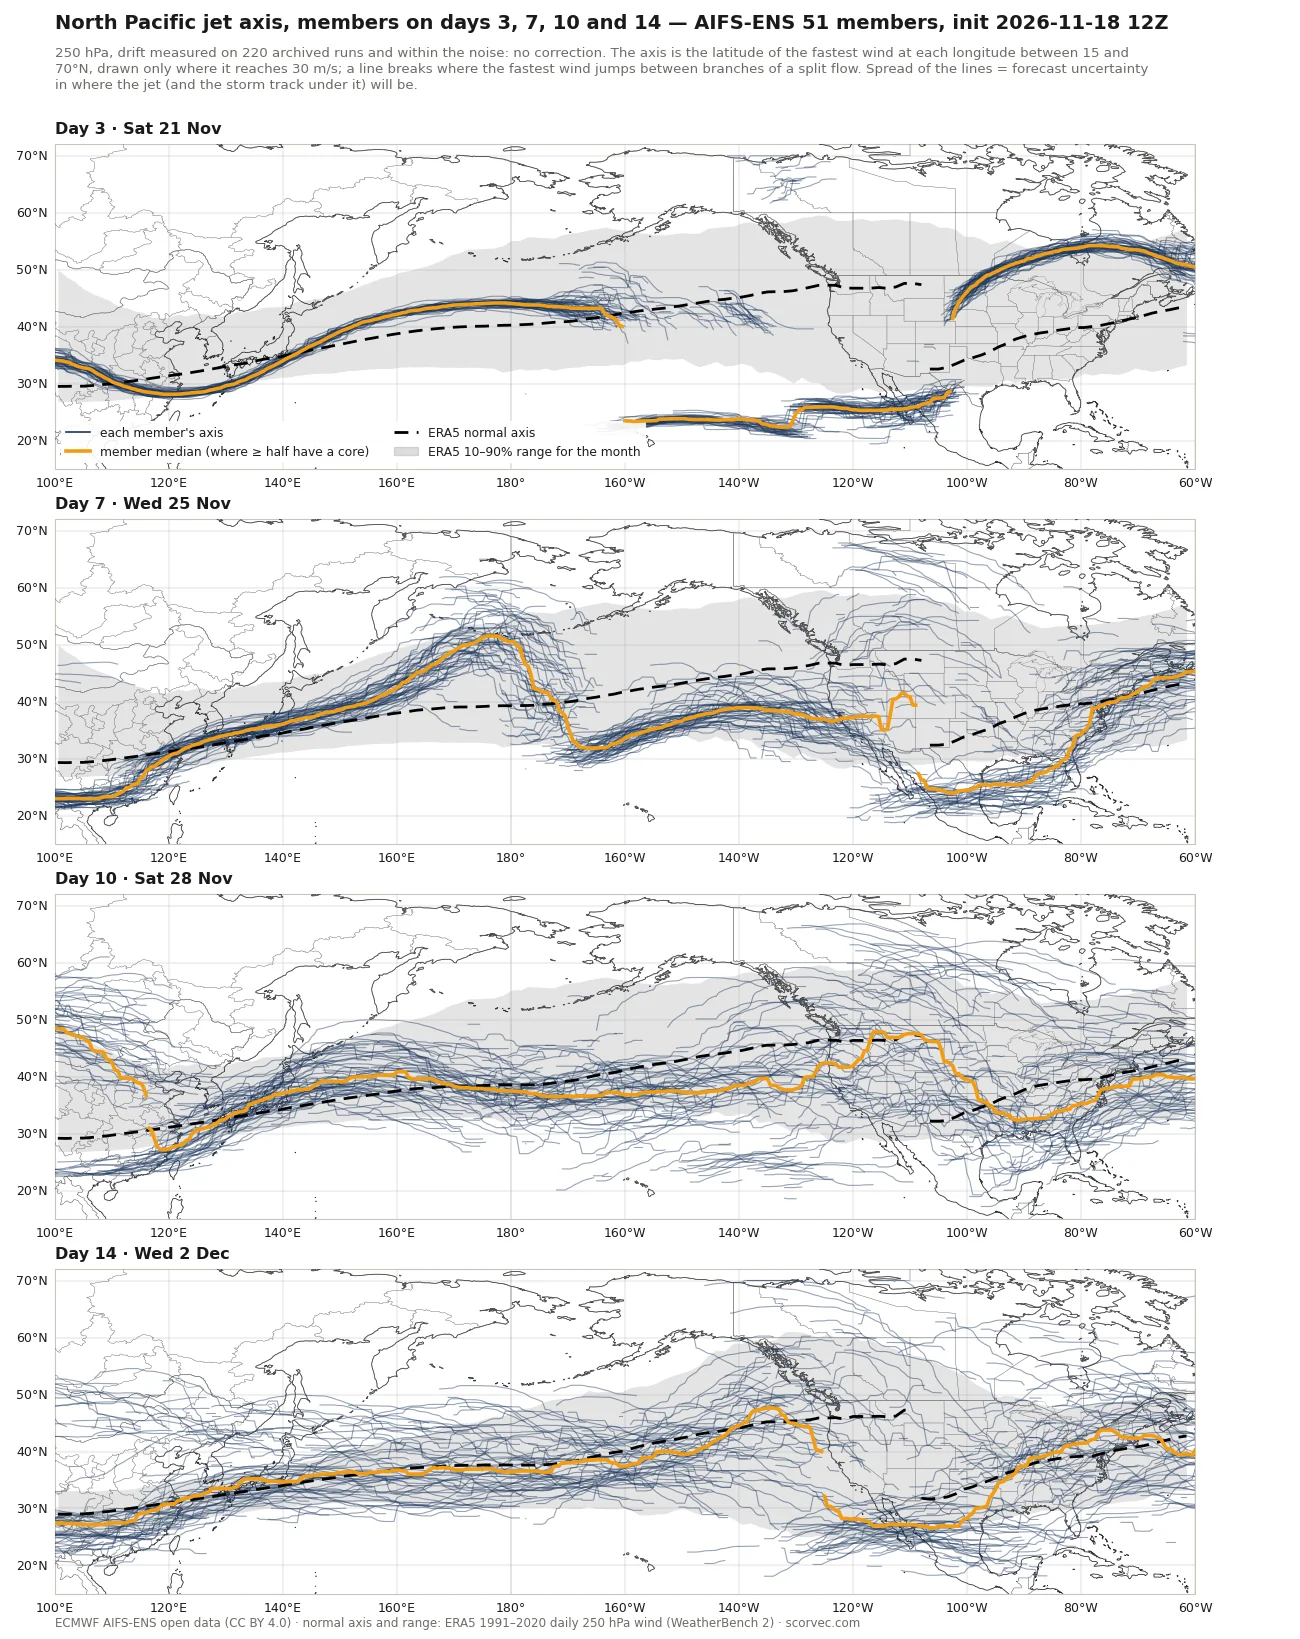 North Pacific jet axis, members on days 3, 7, 10 and 14 — AIFS-ENS 51 members, init 2026-11-18 12Z
250 hPa, drift measured on 220 archived runs and within the noise: no correction. The axis is the latitude of the fastest wind at each longitude between 15 and
70°N, drawn only where it reaches 30 m/s; a line breaks where the fastest wind jumps between branches of a split flow. Spread of the lines = forecast uncertainty
in where the jet (and the storm track under it) will be.
Day 3 · Sat 21 Nov
70°N
60°N
50°N
40°N
30°N
20°N
each member's axis
member median (where ≥ half have a core)
ERA5 normal axis
ERA5 10–90% range for the month
100°E 120°E 140°E 160°E 180° 160°W 140°W 120°W 100°W 80°W 60°W
Day 7 · Wed 25 Nov
70°N
60°N
50°N
40°N
30°N
20°N
100°E 120°E 140°E 160°E 180° 160°W 140°W 120°W 100°W 80°W 60°W
Day 10 · Sat 28 Nov
70°N
60°N
50°N
40°N
30°N
20°N
100°E 120°E 140°E 160°E 180° 160°W 140°W 120°W 100°W 80°W 60°W
Day 14 · Wed 2 Dec
70°N
60°N
50°N
40°N
30°N
20°N
100°E 120°E 140°E 160°E 180° 160°W 140°W 120°W 100°W 80°W 60°W
ECMWF AIFS-ENS open data (CC BY 4.0) · normal axis and range: ERA5 1991–2020 daily 250 hPa wind (WeatherBench 2) · scorvec.com